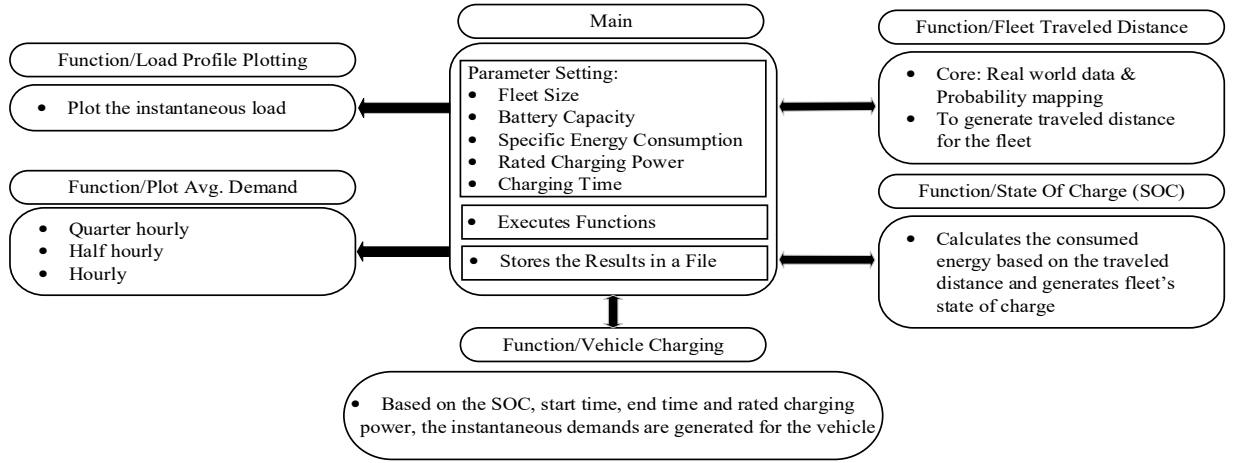 Main
Function/Fleet Traveled Distance
Function/Load Profile Plotting
• Plot the instantaneous load
Function/Plot Avg. Demand
• Quarter hourly
• Half hourly
• Hourly
Parameter Setting:
• Fleet Size
• Battery Capacity
• Specific Energy Consumption
• Rated Charging Power
• Charging Time
• Executes Functions
• Stores the Results in a File
• Core: Real world data &
Probability mapping
• To generate traveled distance
for the fleet
Function/State Of Charge (SOC)
• Calculates the consumed
energy based on the traveled
distance and generates fleet’s
state of charge
Function/Vehicle Charging
• Based on the SOC, start time, end time and rated charging
power, the instantaneous demands are generated for the vehicle